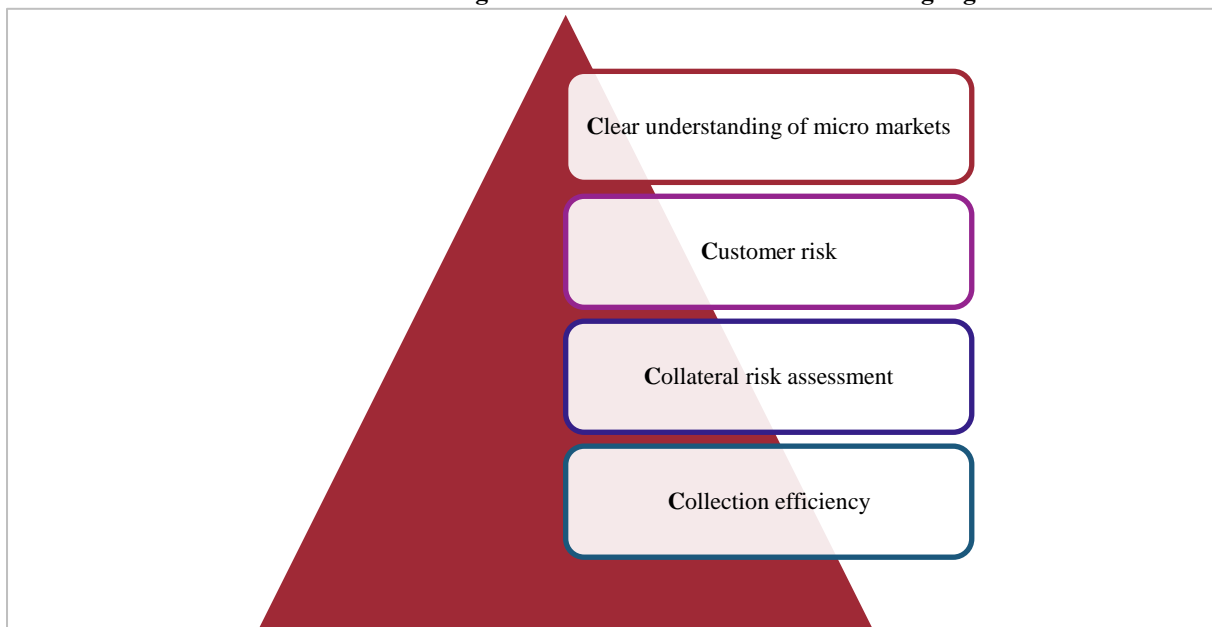 Clear understanding of micro markets
Customer risk
Collateral risk assessment
Collection efficiency